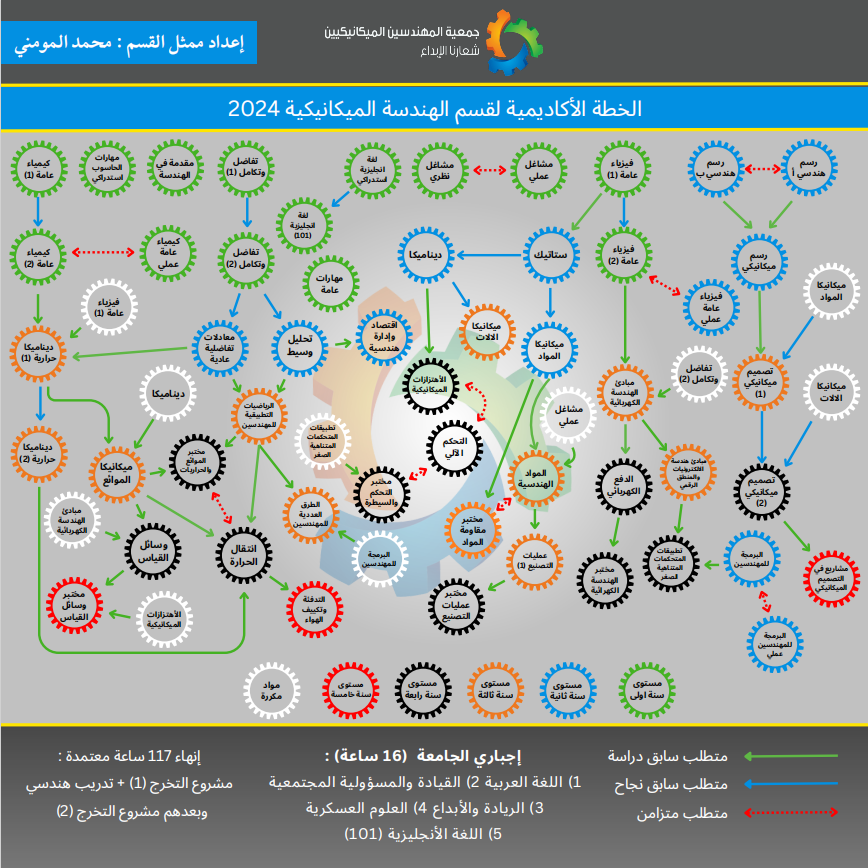 جمعية المهندسين الميكانيكيين
شعارنا الإبداع
إعداد ممثل القسم : محمد المومني
الخطة الأكاديمية لقسم الهندسة الميكانيكية 2024
رسم
هندسي أ
رسم
هندسي ب
فيزياء
عامة (1)
مشاغل
عملي
مشاغل
نظري
لغة
انجليزية
استدراكي
تفاضل
وتكامل (1)
مقدمة في
الهندسة
مهارات
الحاسوب
استدراكي
كيمياء
عامة (1)
لغة
انجليزية
(101)
رسم
ميكانيكي
فيزياء
عامة (2)
ستاتيك
ديناميكا
تفاضل
وتكامل (2)
كيمياء
عامة
عملي
كيمياء
عامة (2)
ميكانيكا
المواد
فيزياء
عامة
عملي
مهارات
عامة
فيزياء
عامة (1)
ميكانيكا
الالات
اقتصاد
وإدارة
هندسية
تحليل
وسيط
معادلات
تفاضلية
عادية
ديناميكا
حرارية (1)
ميكانيكا
المواد
تفاضل
وتكامل (2)
تصميم
ميكانيكي
(1)
ميكانيكا
الالات
مبادئ
الهندسة
الكهربائية
الأهتزازات
الميكانيكية
ديناميكا
مشاغل
عملي
الرياضيات
التطبيقية
للمهندسين
تطبيقات
المتحكمات
المتناهية
الصغر
التحكم
الآلي
ديناميكا
حرارية (2)
ميكانيكا
الموائع
مختبر
الموائع
والحراريات
مبادئ هندسة
الالكترونيات
والمنطق
الرقمي
المواد
الهندسية
الدفع
الكهربائي
تصميم
ميكانيكي
(2)
مختبر
التحكم
والسيطرة
الطرق
العددية
للمهندسين
مختبر
مقاومة
المواد
مبادئ
الهندسة
الكهربائية
وسائل
القياس
انتقال
الحرارة
البرمجة
للمهندسين
عمليات
التصنيع (1)
مختبر
الهندسة
الكهرائية
تطبيقات
المتحكمات
المتناهية
الصغر
البرمجة
للمهندسين
مشاريع في
التصميم
الميكانيكي
مختبر
وسائل
القياس
الأهتزازات
الميكانيكية
التدفئة
وتكييف
الهواء
مختبر
عمليات
التصنيع
البرمجة
للمهندسين
عملي
مستوى
سنة اولى
مستوى
سنة ثانية
مستوى
سنة ثالثة
مستوى
سنة رابعة
مستوى
سنة خامسة
مواد
مكررة
متطلب سابق دراسة
متطلب سابق نجاح
متطلب متزامن
إجباري الجامعة (16 ساعة) :
1) اللغة العربية 2) القيادة والمسؤولية المجتمعية
3) الريادة والأبداع 4) العلوم العسكرية
5) اللغة الأنجليزية (101)
إنهاء 117 ساعة معتمدة :
مشروع التخرج (1) + تدريب هندسي
وبعدهم مشروع التخرج (2)